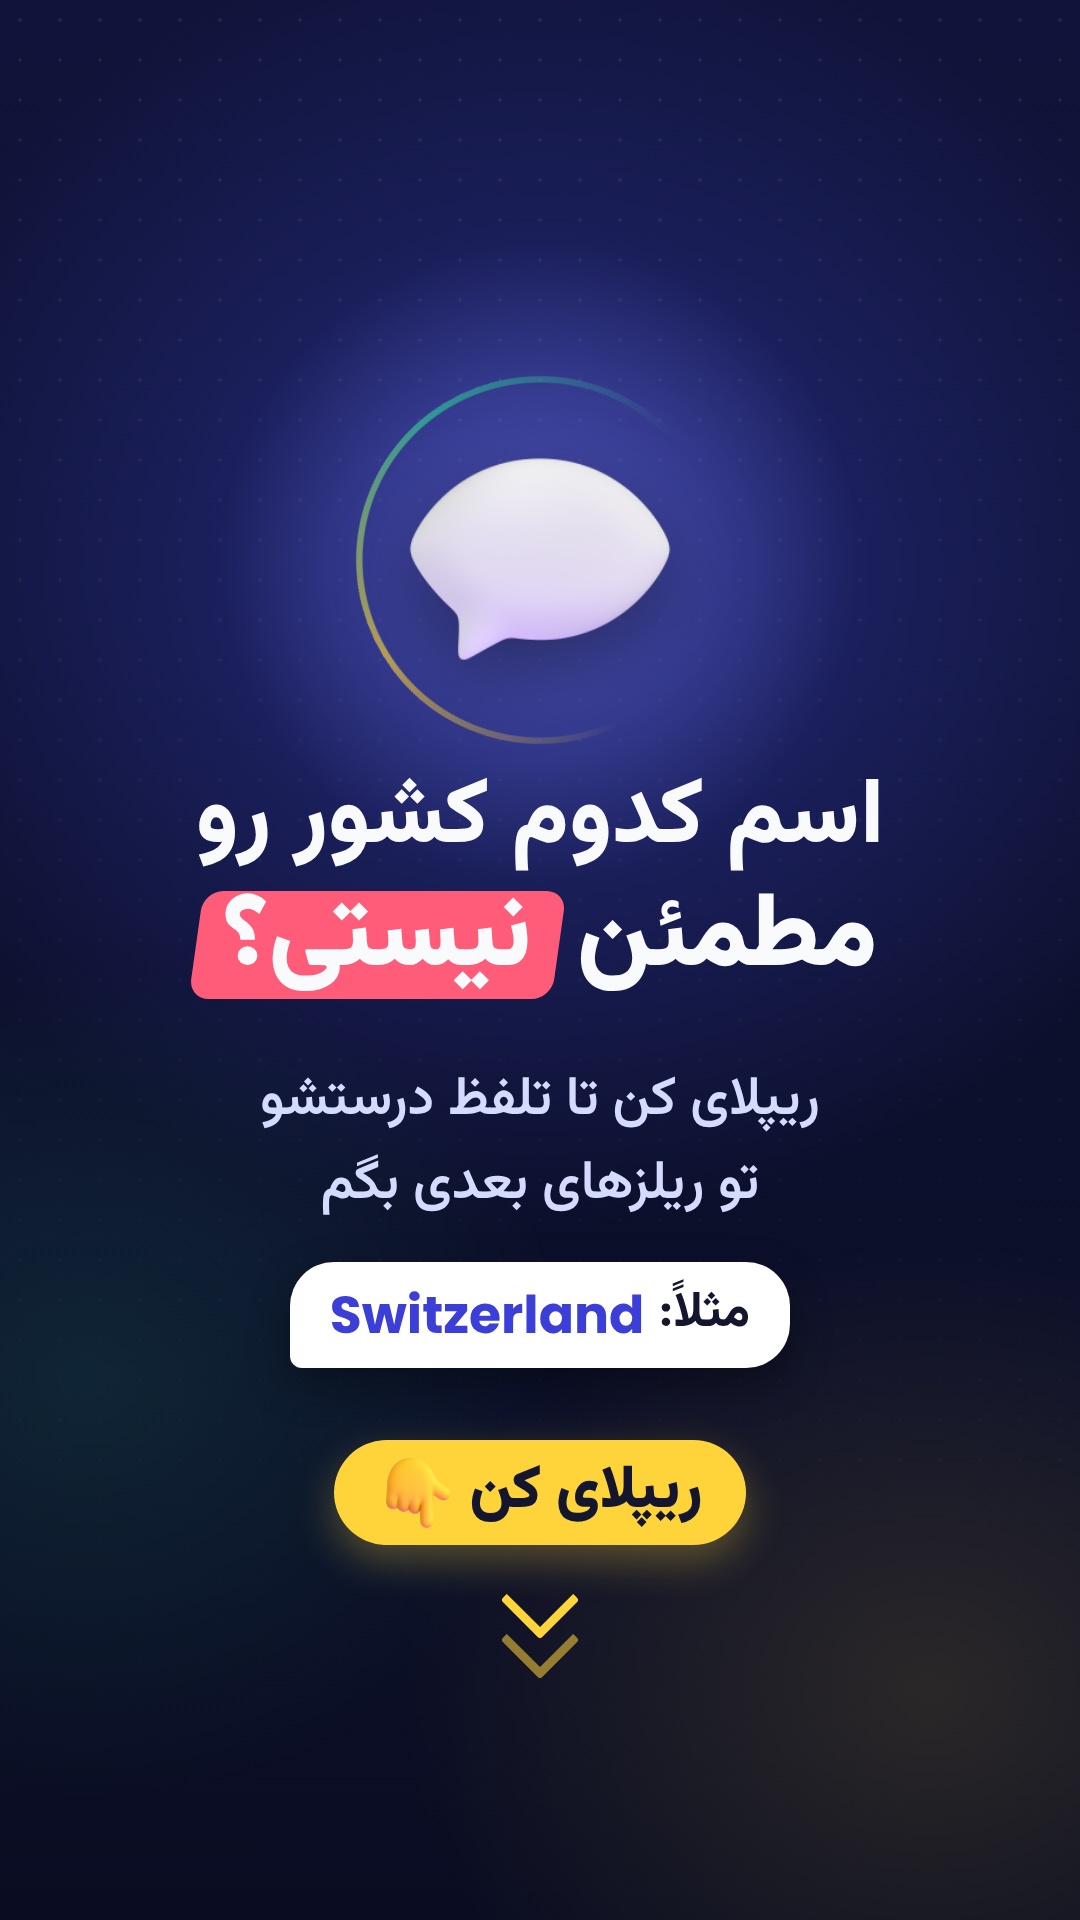 اسم کدوم کشور رو
مطمئن نیستی؟
ریپلای کن تا تلفظ درستشو
تو ریلزهای بعدی بگم
مثلاً: Switzerland
ریپلای کن 👇